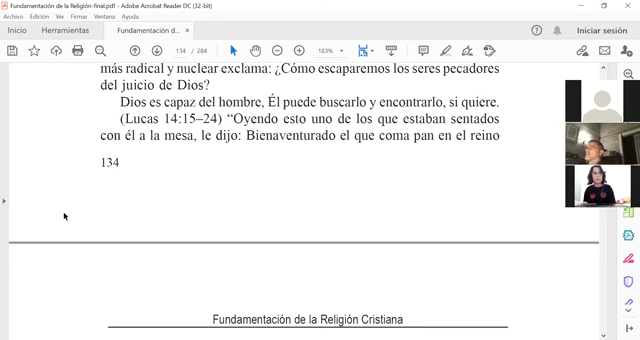 Fundamentación de la Religión-final.pdf - Adobe Acrobat Reader DC (32-bit)
Archivo Edición Ver Firmar Ventana Ayuda
Inicio Herramientas Fundamentación d... × Iniciar sesión
134 / 284 183%
más radical y nuclear exclama: ¿Cómo escaparemos los seres pecadores
del juicio de Dios?
Dios es capaz del hombre, Él puede buscarlo y encontrarlo, si quiere.
(Lucas 14:15–24) “Oyendo esto uno de los que estaban sentados
con él a la mesa, le dijo: Bienaventurado el que coma pan en el reino
134
Fundamentación de la Religión Cristiana